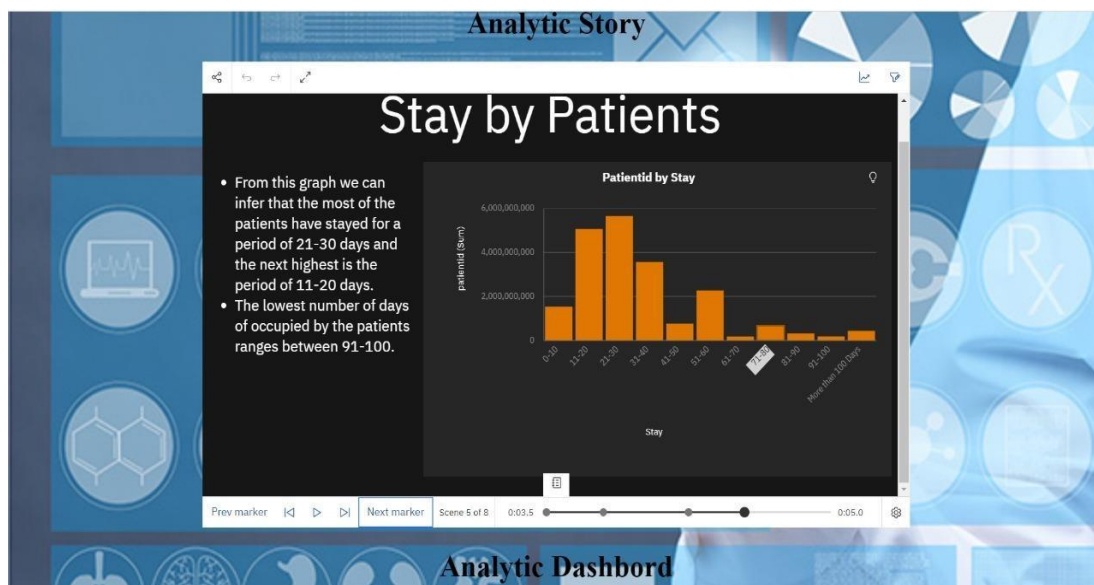 Analytic Story
Stay by Patients
• From this graph we can
infer that the most of the
patients have stayed for a
period of 21-30 days and
the next highest is the
period of 11-20 days.
• The lowest number of days
of occupied by the patients
ranges between 91-100.
Patientid by Stay
patientid (Sum)
6,000,000,000
4,000,000,000
2,000,000,000
0
0-10
11-20
21-30
31-40
41-50
51-60
61-70
71-80
81-90
91-100
More than 100 Days
Stay
Prev marker
Next marker
Scene 5 of 8
0:03.5
0:05.0
Rx
Analytic Dashbord